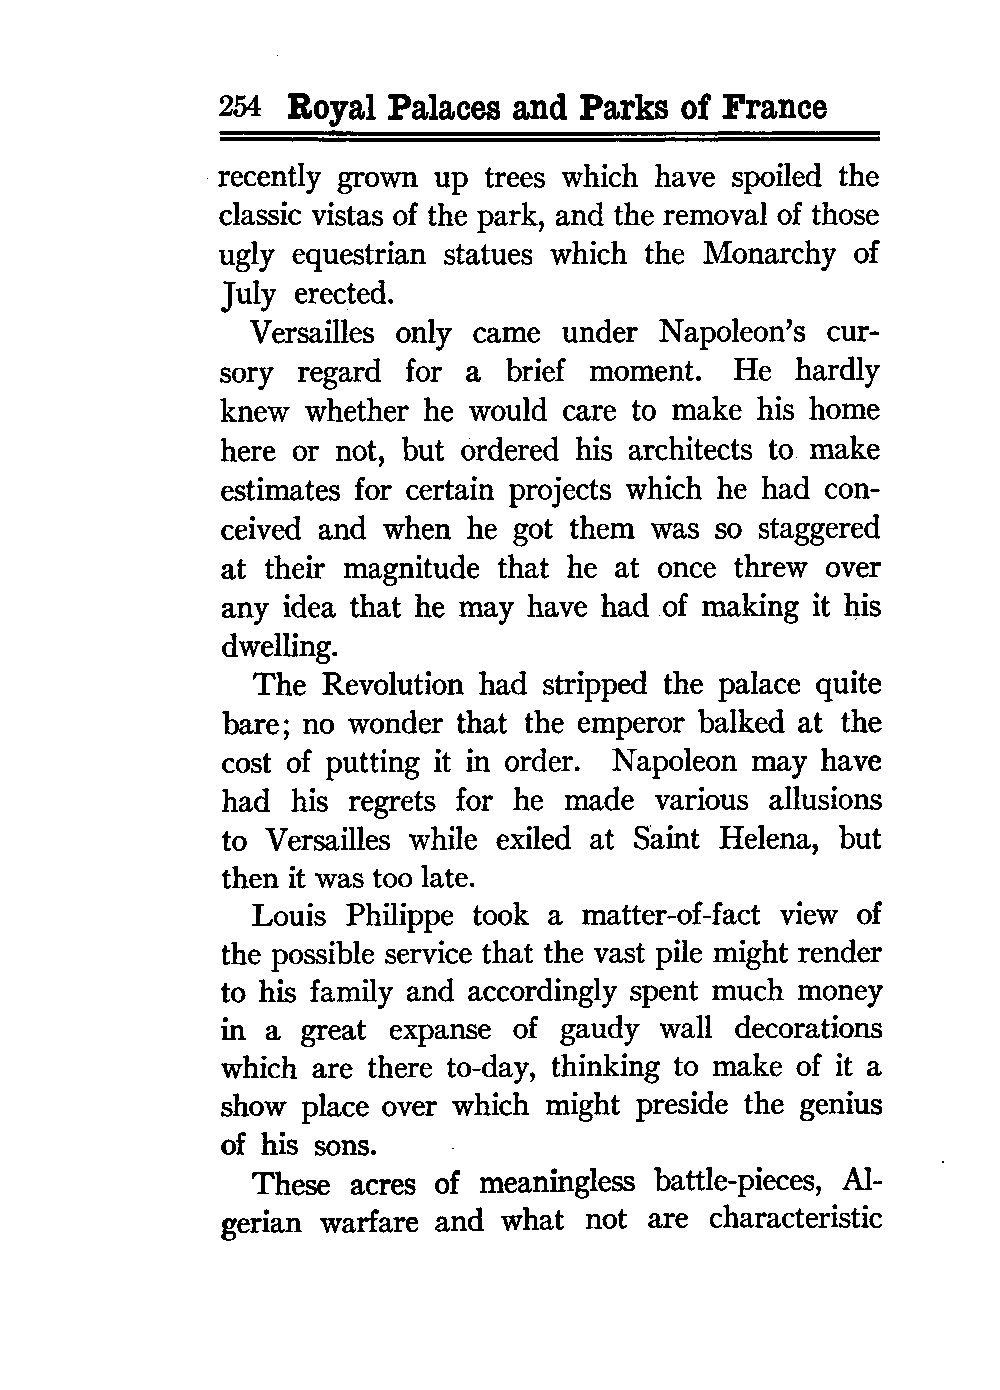 254 Royal Palaces and Parks of France
recently grown up trees which have spoiled the
classic vistas of the park, and the removal of those
ugly equestrian statues which the Monarchy of
July erected.
Versailles only came under Napoleon's cur-
sory regard for a brief moment. He hardly
knew whether he would care to make his home
here or not, but ordered his architects to make
estimates for certain projects which he had con-
ceived and when he got them was so staggered
at their magnitude that he at once threw over
any idea that he may have had of making it his
dwelling.
The Revolution had stripped the palace quite
bare; no wonder that the emperor balked at the
cost of putting it in order. Napoleon may have
had his regrets for he made various allusions
to Versailles while exiled at Saint Helena, but
then it was too late.
Louis Philippe took a matter-of-fact view of
the possible service that the vast pile might render
to his family and accordingly spent much money
in a great expanse of gaudy wall decorations
which are there to-day, thinking to make of it a
show place over which might preside the genius
of his sons.
These acres of meaningless battle-pieces, Al-
gerian warfare and what not are characteristic